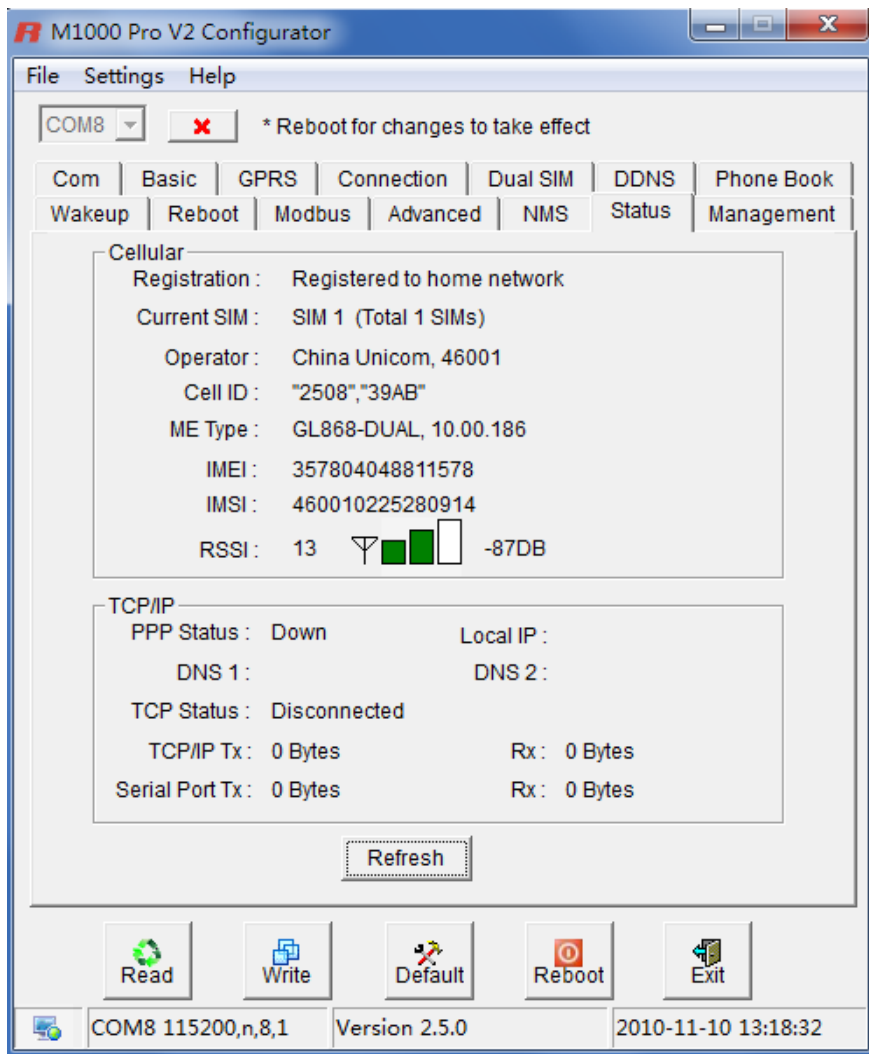 M1000 Pro V2 Configurator
File Settings Help
COM8 * Reboot for changes to take effect
Com Basic GPRS Connection Dual SIM DDNS Phone Book
Wakeup Reboot Modbus Advanced NMS Status Management
Cellular
Registration : Registered to home network
Current SIM : SIM 1 (Total 1 SIMs)
Operator : China Unicom, 46001
Cell ID : "2508","39AB"
ME Type : GL868-DUAL, 10.00.186
IMEI : 357804048811578
IMSI : 460010225280914
RSSI : 13 -87DB
TCP/IP
PPP Status : Down Local IP :
DNS 1 : DNS 2 :
TCP Status : Disconnected
TCP/IP Tx : 0 Bytes Rx : 0 Bytes
Serial Port Tx : 0 Bytes Rx : 0 Bytes
Refresh
Read Write Default Reboot Exit
COM8 115200,n,8,1 Version 2.5.0 2010-11-10 13:18:32